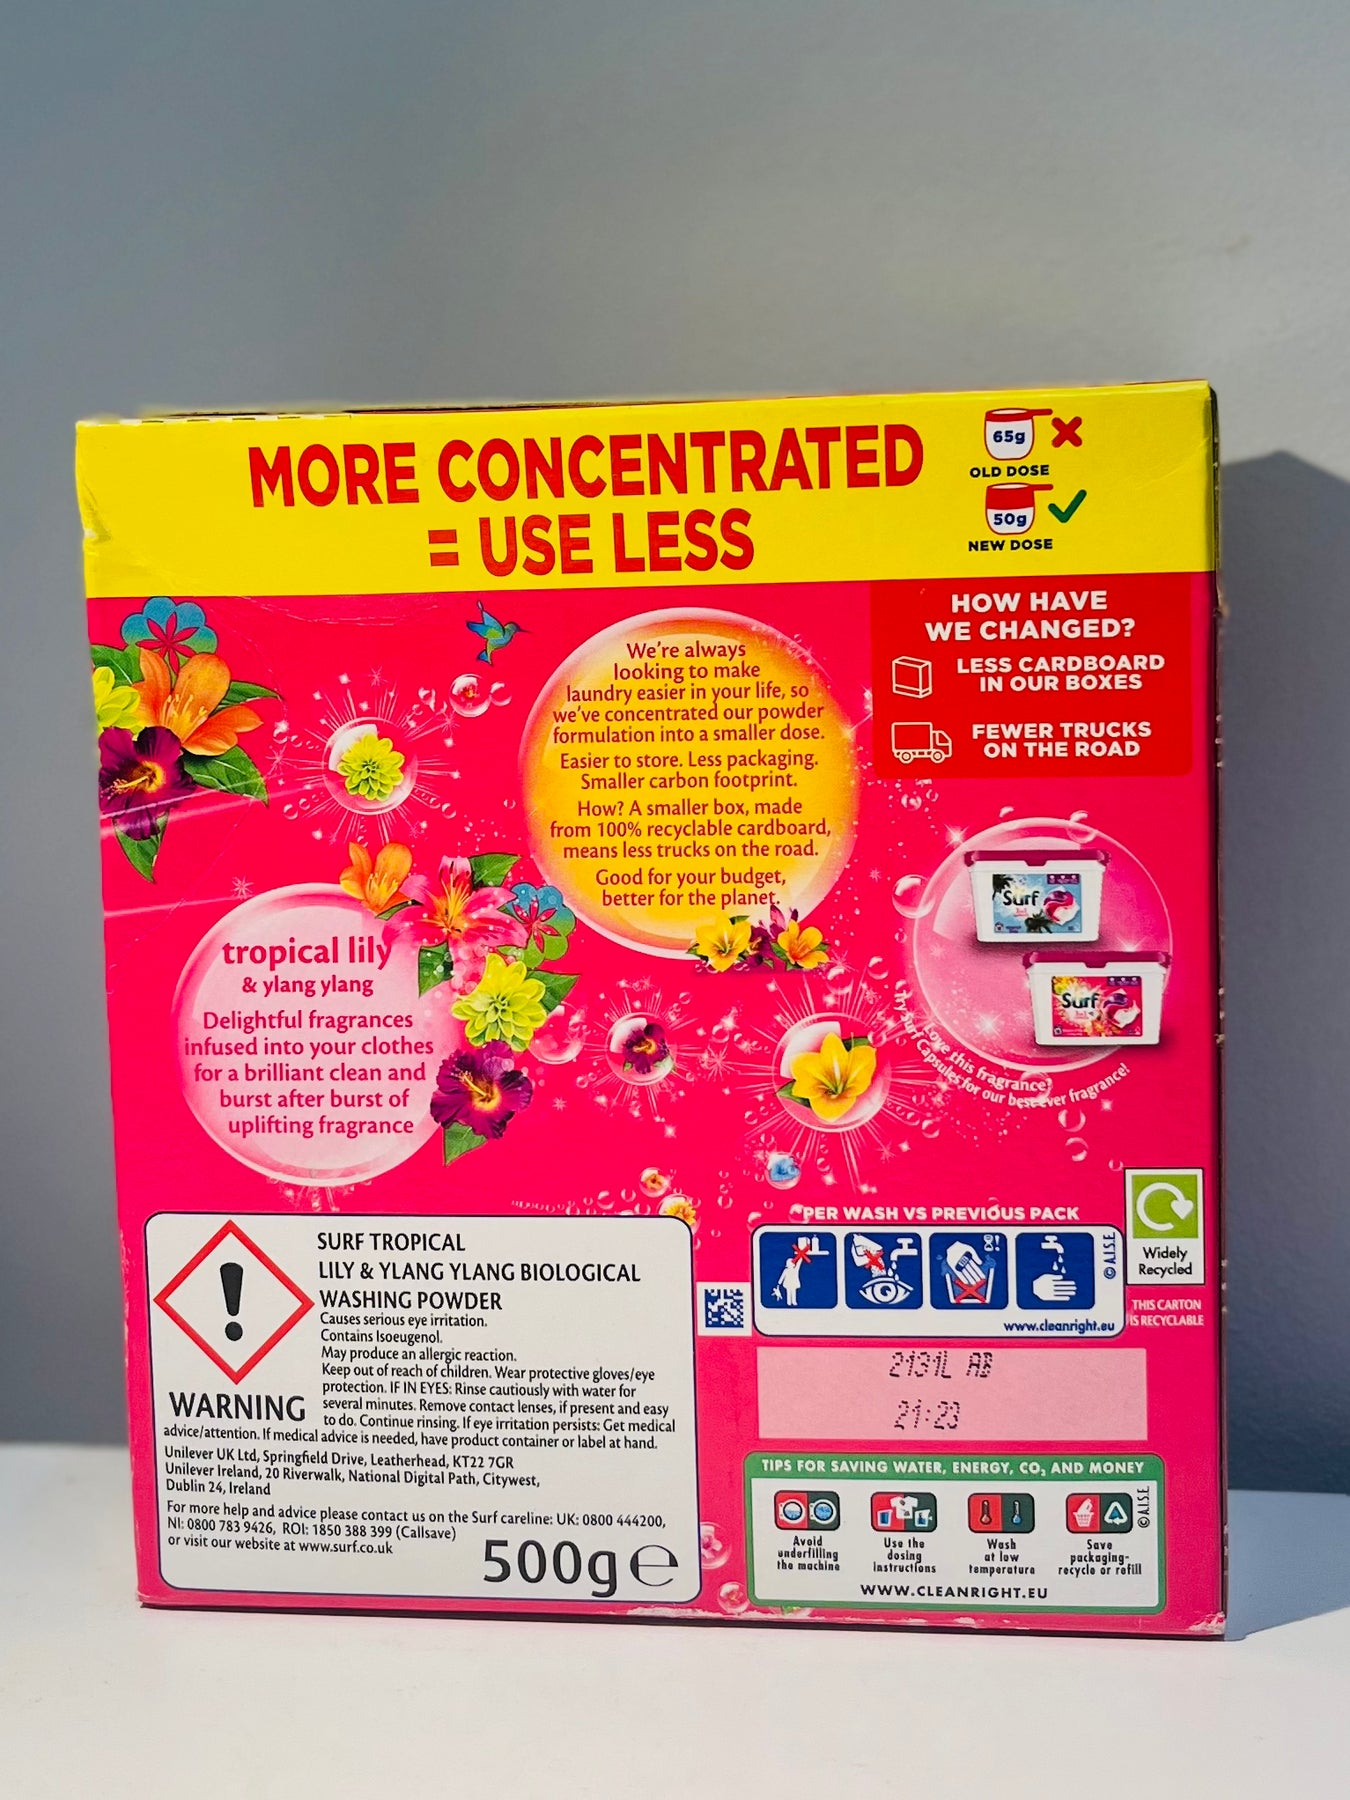 MORE CONCENTRATED
= USE LESS
65g
OLD DOSE
50g
NEW DOSE
HOW HAVE
WE CHANGED?
LESS CARDBOARD
IN OUR BOXES
FEWER TRUCKS
ON THE ROAD
We're always
looking to make
laundry easier in your life, so
we've concentrated our powder
formulation into a smaller dose.
Easier to store. Less packaging.
Smaller carbon footprint.
How? A smaller box, made
from 100% recyclable cardboard,
means less trucks on the road.
Good for your budget,
better for the planet.
Surf
Surf
Love this fragrance?
Try Surf Capsules for our best ever fragrance!
tropical lily
& ylang ylang
Delightful fragrances
infused into your clothes
for a brilliant clean and
burst after burst of
uplifting fragrance
*PER WASH VS PREVIOUS PACK
© A.I.S.E.
www.cleanright.eu
Widely
Recycled
THIS CARTON
IS RECYCLABLE
SURF TROPICAL
LILY & YLANG YLANG BIOLOGICAL
WASHING POWDER
Causes serious eye irritation.
Contains Isoeugenol.
May produce an allergic reaction.
Keep out of reach of children. Wear protective gloves/eye
protection. IF IN EYES: Rinse cautiously with water for
several minutes. Remove contact lenses, if present and easy
to do. Continue rinsing. If eye irritation persists: Get medical
advice/attention. If medical advice is needed, have product container or label at hand.
WARNING
Unilever UK Ltd, Springfield Drive, Leatherhead, KT22 7GR
Unilever Ireland, 20 Riverwalk, National Digital Path, Citywest,
Dublin 24, Ireland
For more help and advice please contact us on the Surf careline: UK: 0800 444200,
NI: 0800 783 9426, ROI: 1850 388 399 (Callsave)
or visit our website at www.surf.co.uk
500g e
2131L AB
21:23
TIPS FOR SAVING WATER, ENERGY, CO₂ AND MONEY
Avoid
underfilling
the machine
Use the
dosing
instructions
Wash
at low
temperature
Save
packaging-
recycle or refill
© A.I.S.E.
WWW.CLEANRIGHT.EU